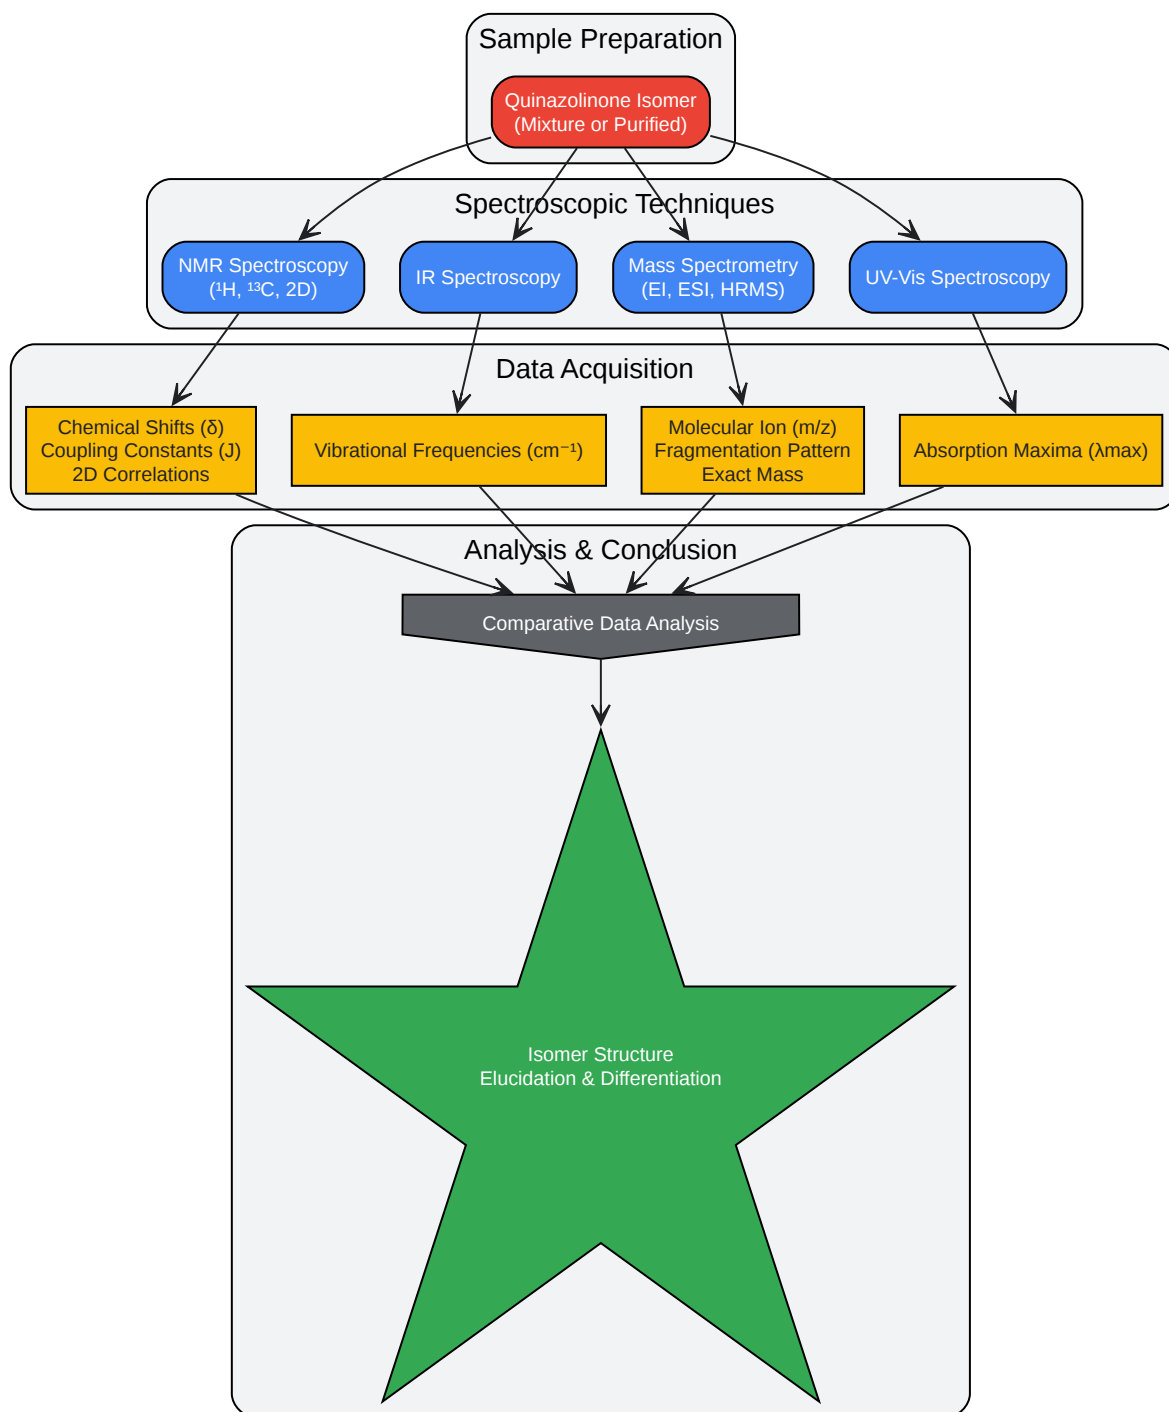 Sample Preparation
Quinazolinone Isomer
(Mixture or Purified)
Spectroscopic Techniques
NMR Spectroscopy
(¹H, ¹³C, 2D)
IR Spectroscopy
Mass Spectrometry
(EI, ESI, HRMS)
UV-Vis Spectroscopy
Data Acquisition
Chemical Shifts (δ)
Coupling Constants (J)
2D Correlations
Vibrational Frequencies (cm⁻¹)
Molecular Ion (m/z)
Fragmentation Pattern
Exact Mass
Absorption Maxima (λmax)
Analysis & Conclusion
Comparative Data Analysis
Isomer Structure
Elucidation & Differentiation